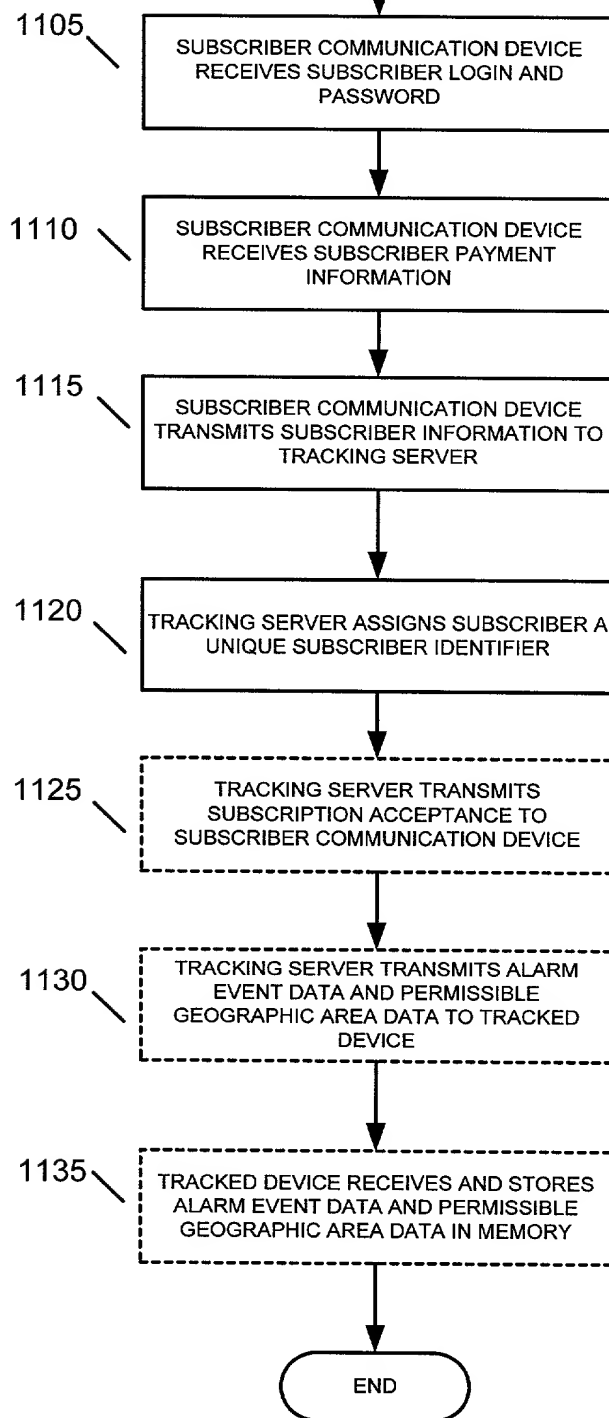 1105
SUBSCRIBER COMMUNICATION DEVICE
RECEIVES SUBSCRIBER LOGIN AND
PASSWORD
1110
SUBSCRIBER COMMUNICATION DEVICE
RECEIVES SUBSCRIBER PAYMENT
INFORMATION
1115
SUBSCRIBER COMMUNICATION DEVICE
TRANSMITS SUBSCRIBER INFORMATION TO
TRACKING SERVER
1120
TRACKING SERVER ASSIGNS SUBSCRIBER A
UNIQUE SUBSCRIBER IDENTIFIER
1125
TRACKING SERVER TRANSMITS
SUBSCRIPTION ACCEPTANCE TO
SUBSCRIBER COMMUNICATION DEVICE
1130
TRACKING SERVER TRANSMITS ALARM
EVENT DATA AND PERMISSIBLE
GEOGRAPHIC AREA DATA TO TRACKED
DEVICE
1135
TRACKED DEVICE RECEIVES AND STORES
ALARM EVENT DATA AND PERMISSIBLE
GEOGRAPHIC AREA DATA IN MEMORY
END